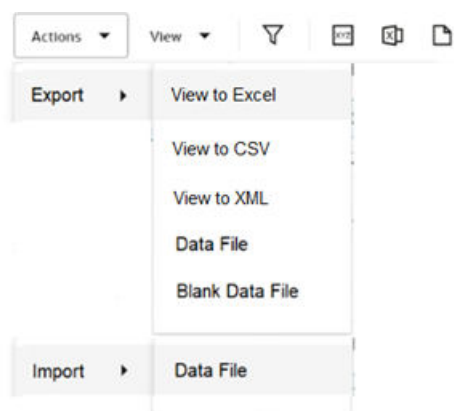 Actions View XYZ X
Export View to Excel
View to CSV
View to XML
Data File
Blank Data File
Import Data File